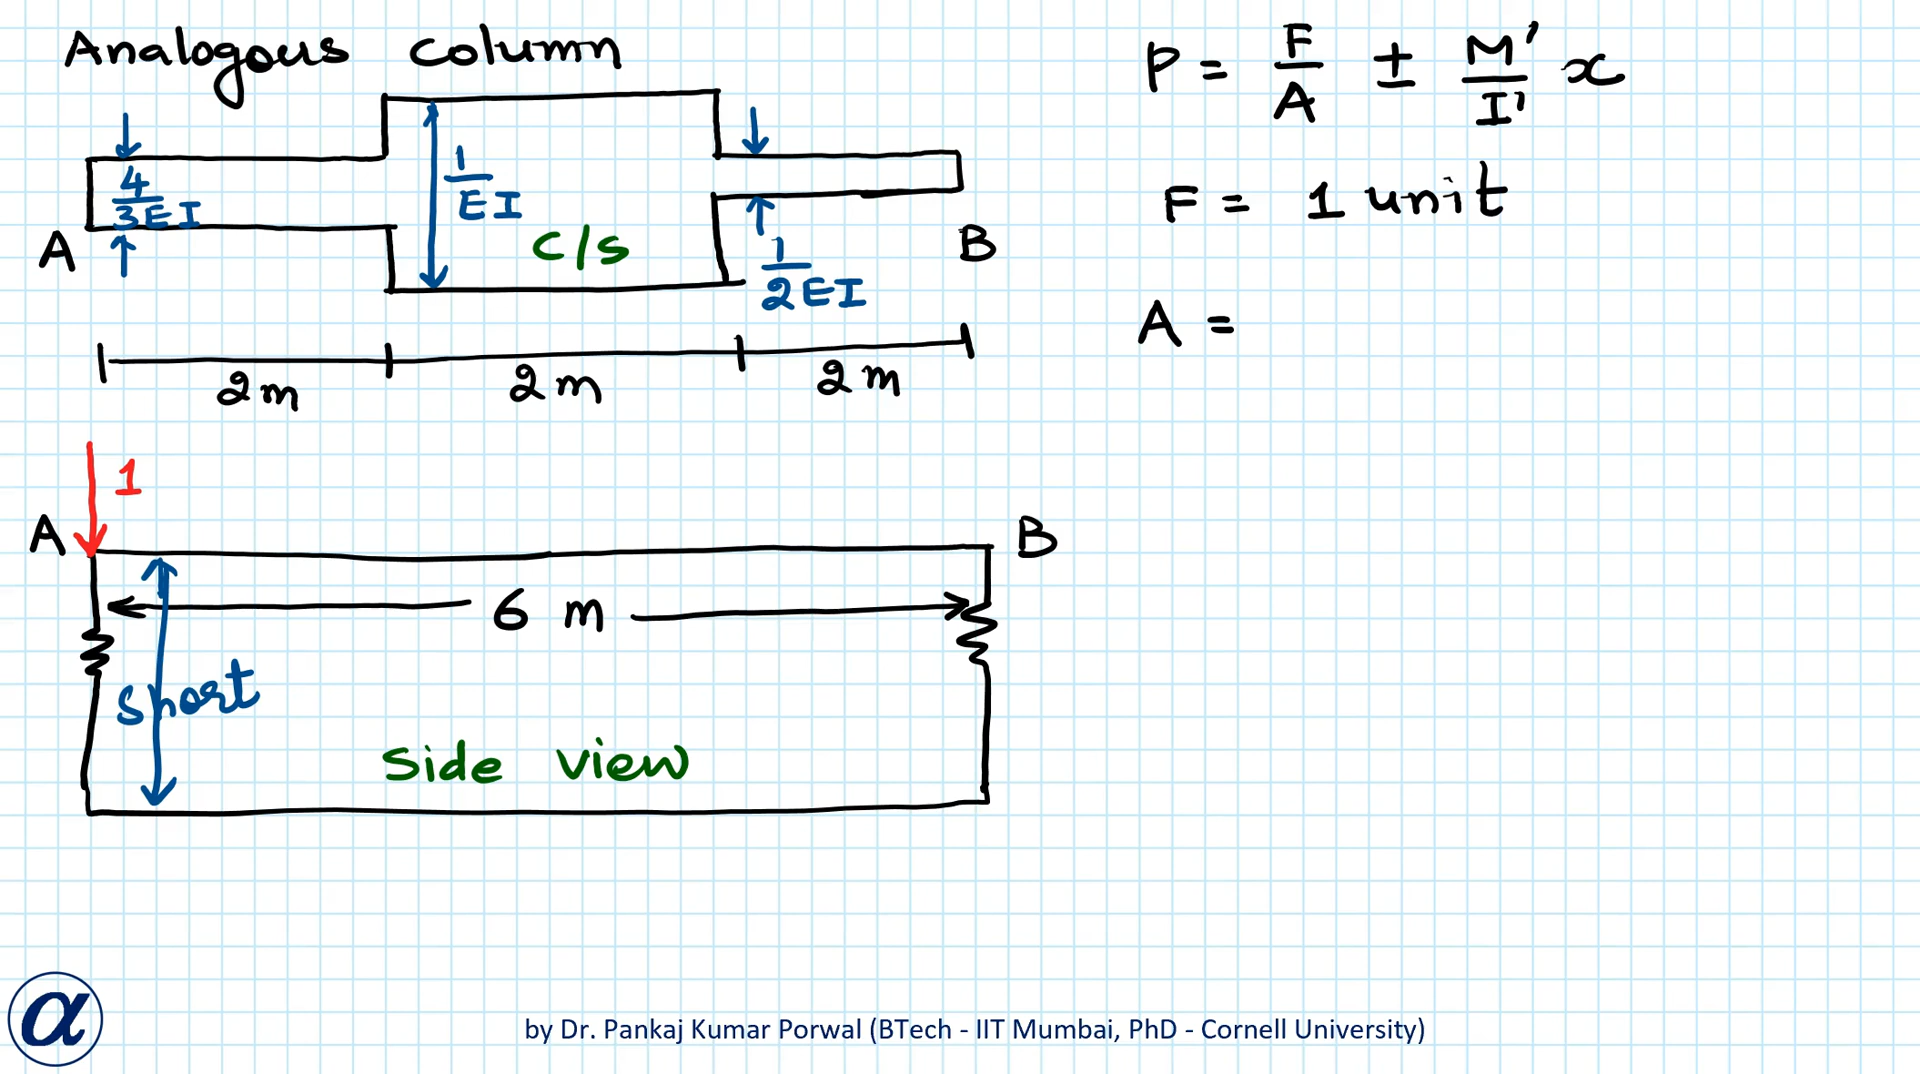 Analogous column
4/3EI
1/EI
C/S
1/2EI
A
B
2m
2m
2m
1
A
B
6 m
Short
Side view
P = F/A ± M'/I' x
F = 1 unit
A =
α
by Dr. Pankaj Kumar Porwal (BTech - IIT Mumbai, PhD - Cornell University)